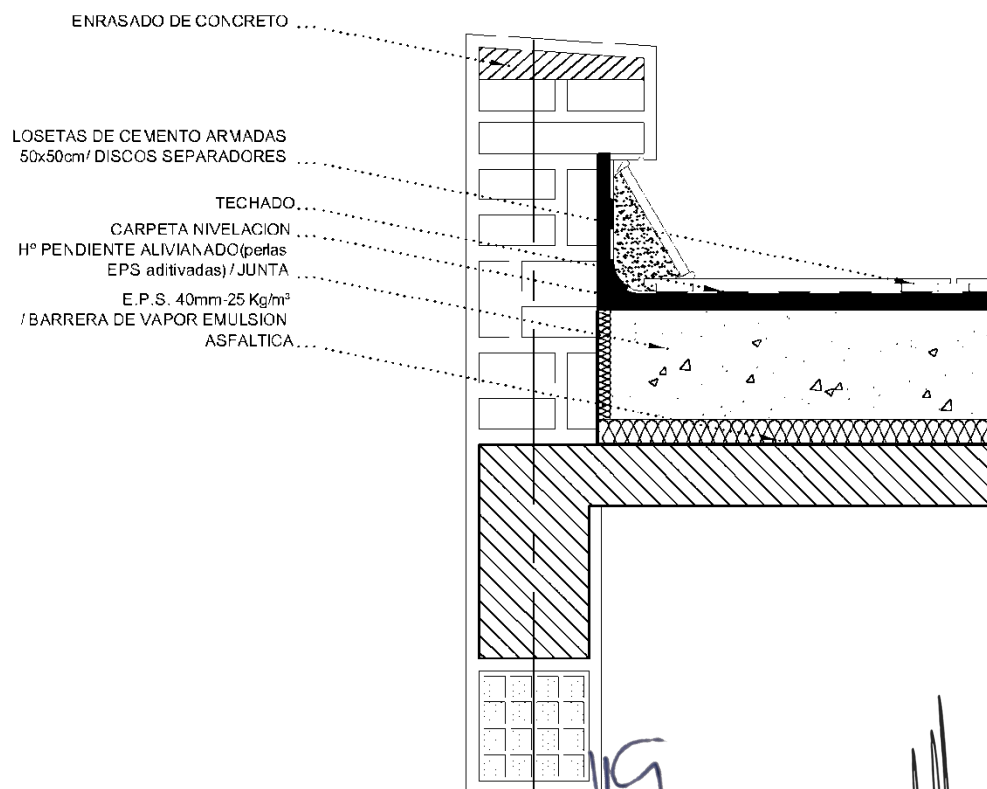 ENRASADO DE CONCRETO
LOSETAS DE CEMENTO ARMADAS
50x50cm/ DISCOS SEPARADORES
TECHADO
CARPETA NIVELACION
Hº PENDIENTE ALIVIANADO(perlas
EPS aditivadas) / JUNTA
E.P.S. 40mm-25 Kg/m³
/ BARRERA DE VAPOR EMULSION
ASFALTICA